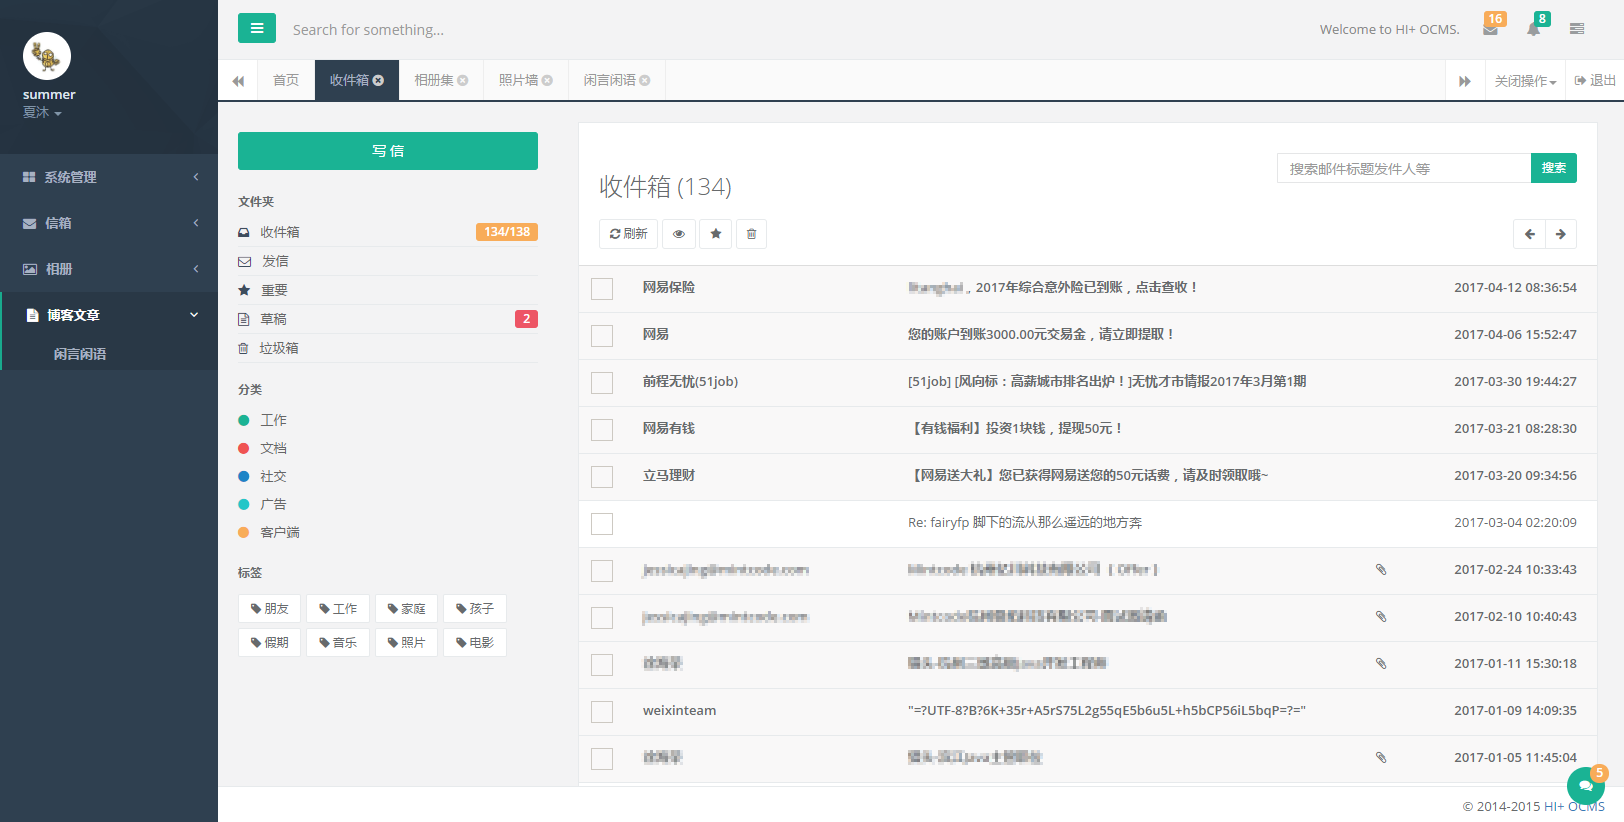 summer
夏沐
系统管理
信箱
相册
博客文章
闲言闲语
Search for something...
Welcome to HI+ OCMS.
16
8
首页
收件箱
相册集
照片墙
闲言闲语
关闭操作
退出
写 信
文件夹
收件箱 134/138
发信
重要
草稿 2
垃圾箱
分类
工作
文档
社交
广告
客户端
标签
朋友 工作 家庭 孩子
假期 音乐 照片 电影
搜索邮件标题发件人等 搜索
收件箱 (134)
刷新
网易保险 ，2017年综合意外险已到账，点击查收！ 2017-04-12 08:36:54
网易 您的账户到账3000.00元交易金，请立即提取！ 2017-04-06 15:52:47
前程无忧(51job) [51job] [风向标：高薪城市排名出炉！]无忧才市情报2017年3月第1期 2017-03-30 19:44:27
网易有钱 【有钱福利】投资1块钱，提现50元！ 2017-03-21 08:28:30
立马理财 【网易送大礼】您已获得网易送您的50元话费，请及时领取哦~ 2017-03-20 09:34:56
Re: fairyfp 脚下的流从那么遥远的地方奔 2017-03-04 02:20:09
2017-02-24 10:33:43
2017-02-10 10:40:43
2017-01-11 15:30:18
weixinteam "=?UTF-8?B?6K+35r+A5rS75L2g55qE5b6u5L+h5bCP56iL5bqP=?=" 2017-01-09 14:09:35
2017-01-05 11:45:04
5
© 2014-2015 HI+ OCMS